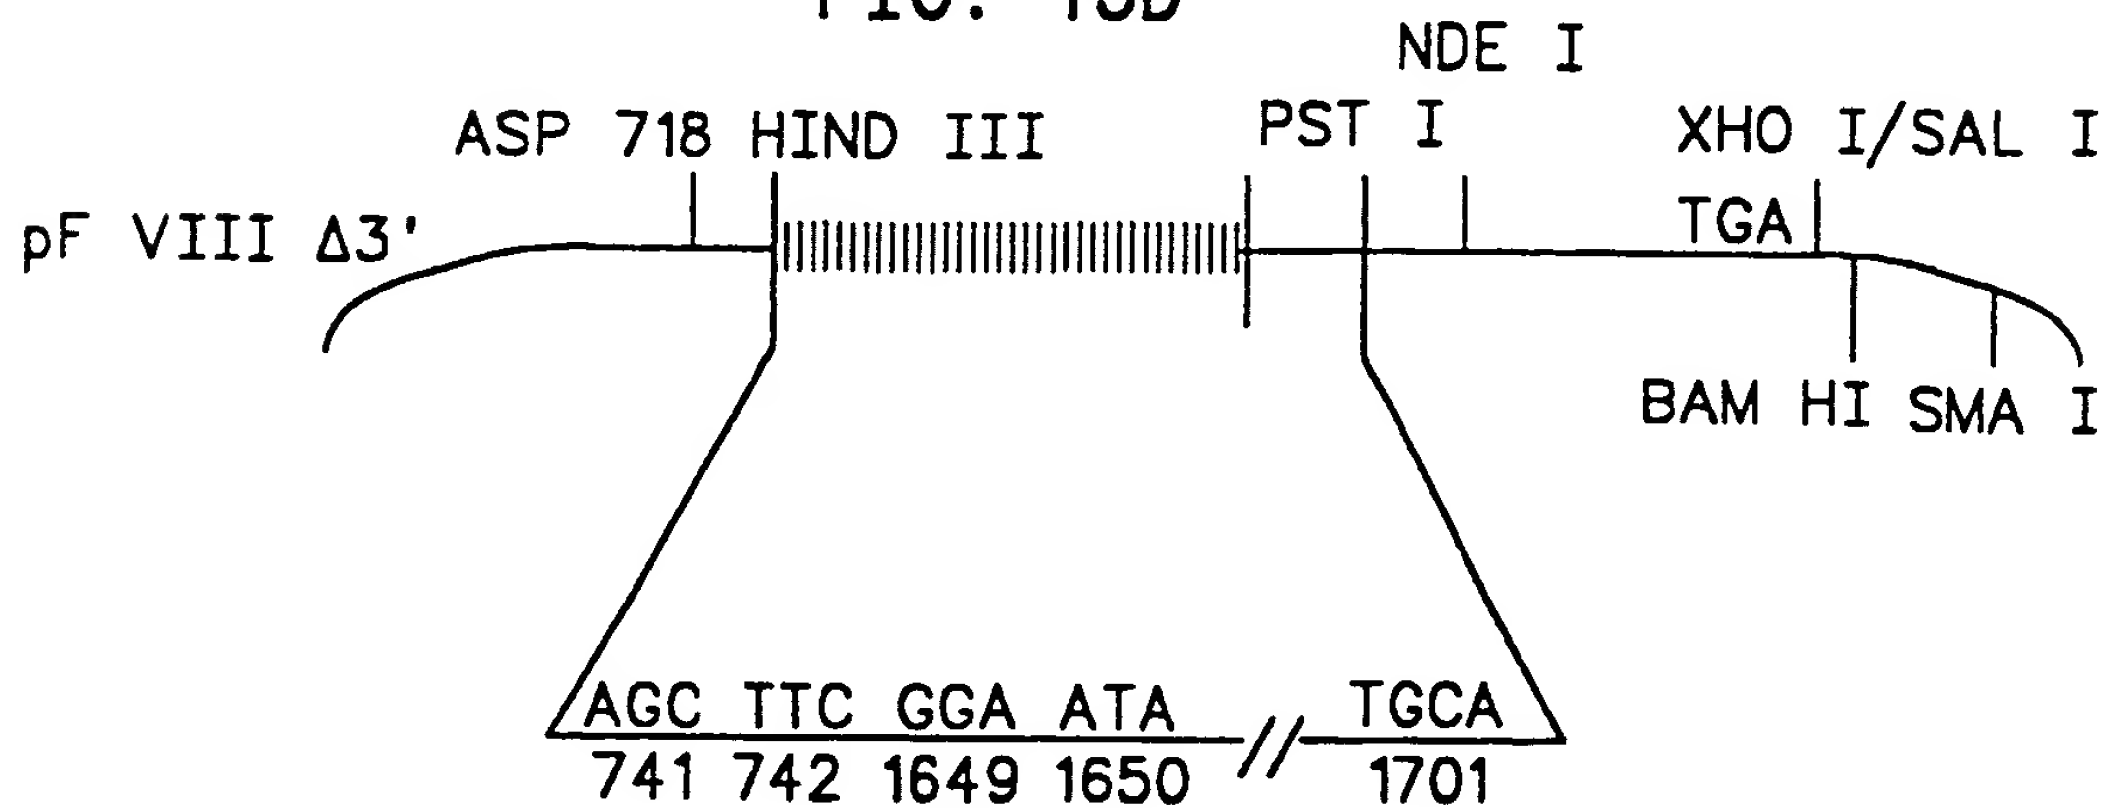 NDE I
ASP 718 HIND III PST I XHO I/SAL I
pF VIII Δ3' TGA
BAM HI SMA I
AGC TTC GGA ATA // TGCA
741 742 1649 1650 1701